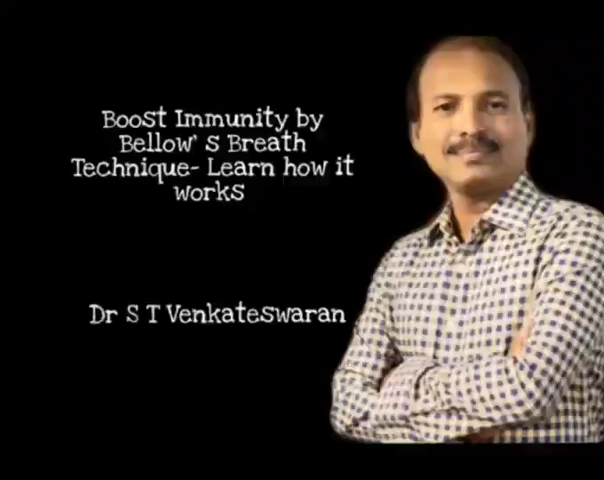 Boost Immunity by
Bellow' s Breath
Technique- Learn how it
works
Dr S T Venkateswaran